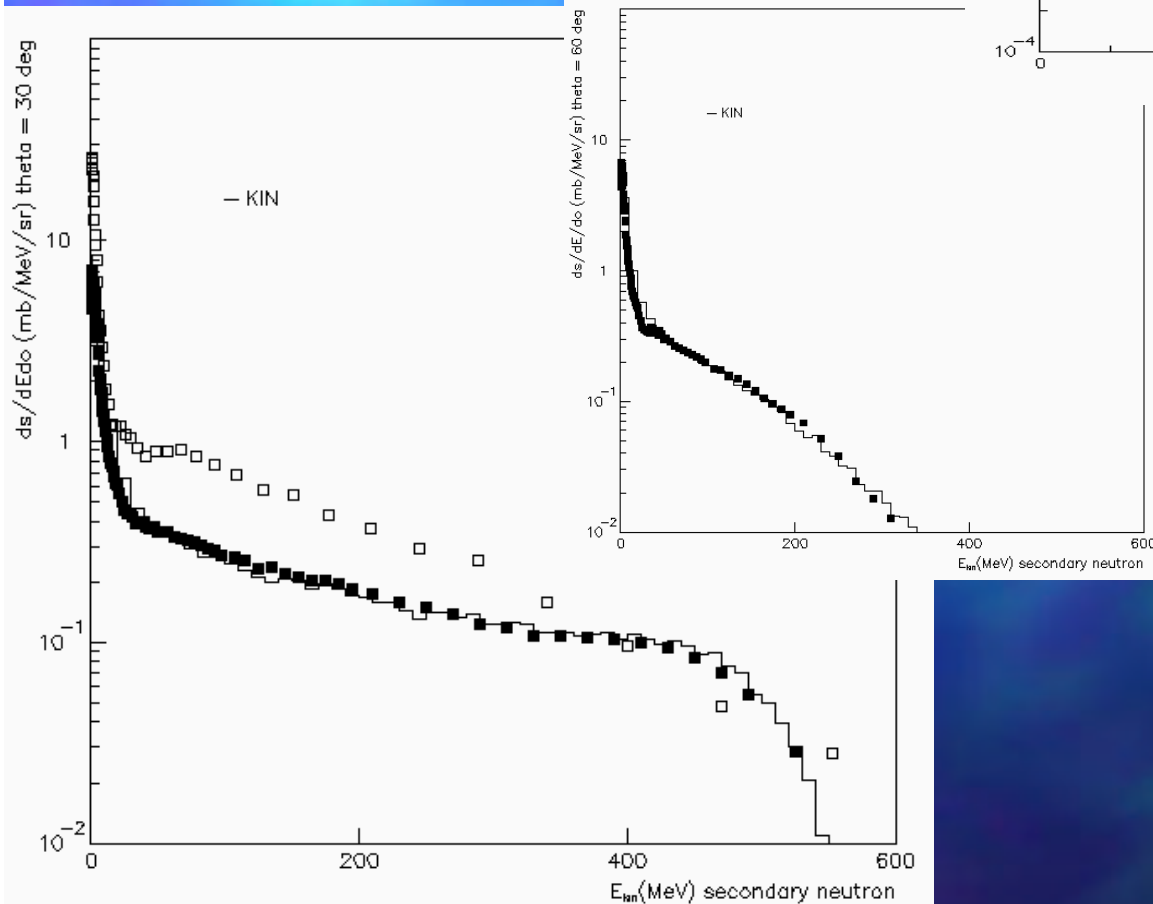 ds/dEdo (mb/MeV/sr) theta = 30 deg
10
1
10⁻¹
10⁻²
— KIN
0 200 400 600
Eₖᵢₙ(MeV) secondary neutron
ds/dE/do (mb/MeV/sr) theta = 60 deg
10
1
10⁻¹
10⁻²
— KIN
0 200 400 600
Eₖᵢₙ(MeV) secondary neutron
10⁻⁴
0